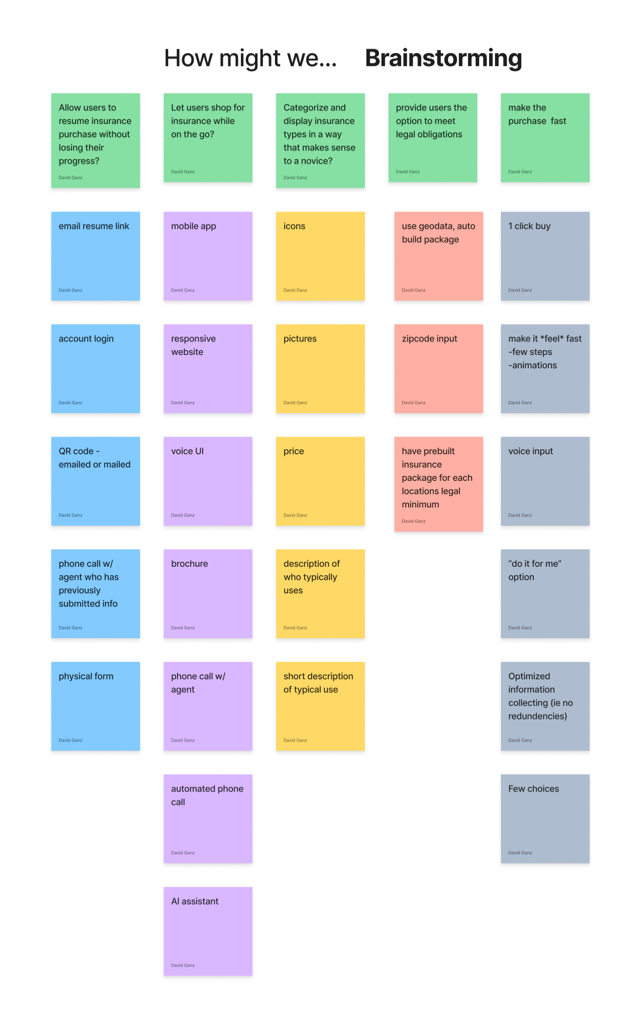 How might we... Brainstorming
Allow users to
resume insurance
purchase without
losing their
progress?
David Ganz
Let users shop for
insurance while
on the go?
David Ganz
Categorize and
display insurance
types in a way
that makes sense
to a novice?
David Ganz
provide users the
option to meet
legal obligations
David Ganz
make the
purchase  fast
David Ganz
email resume link
David Ganz
mobile app
David Ganz
icons
David Ganz
use geodata, auto
build package
David Ganz
1 click buy
David Ganz
account login
David Ganz
responsive
website
David Ganz
pictures
David Ganz
zipcode input
David Ganz
make it *feel* fast
-few steps
-animations
David Ganz
QR code -
emailed or mailed
David Ganz
voice UI
David Ganz
price
David Ganz
have prebuilt
insurance
package for each
locations legal
minimum
David Ganz
voice input
David Ganz
phone call w/
agent who has
previously
submitted info
David Ganz
brochure
David Ganz
description of
who typically
uses
David Ganz
"do it for me"
option
David Ganz
physical form
David Ganz
phone call w/
agent
David Ganz
short description
of typical use
David Ganz
Optimized
information
collecting (ie no
redundencies)
David Ganz
automated phone
call
David Ganz
Few choices
David Ganz
AI assistant
David Ganz